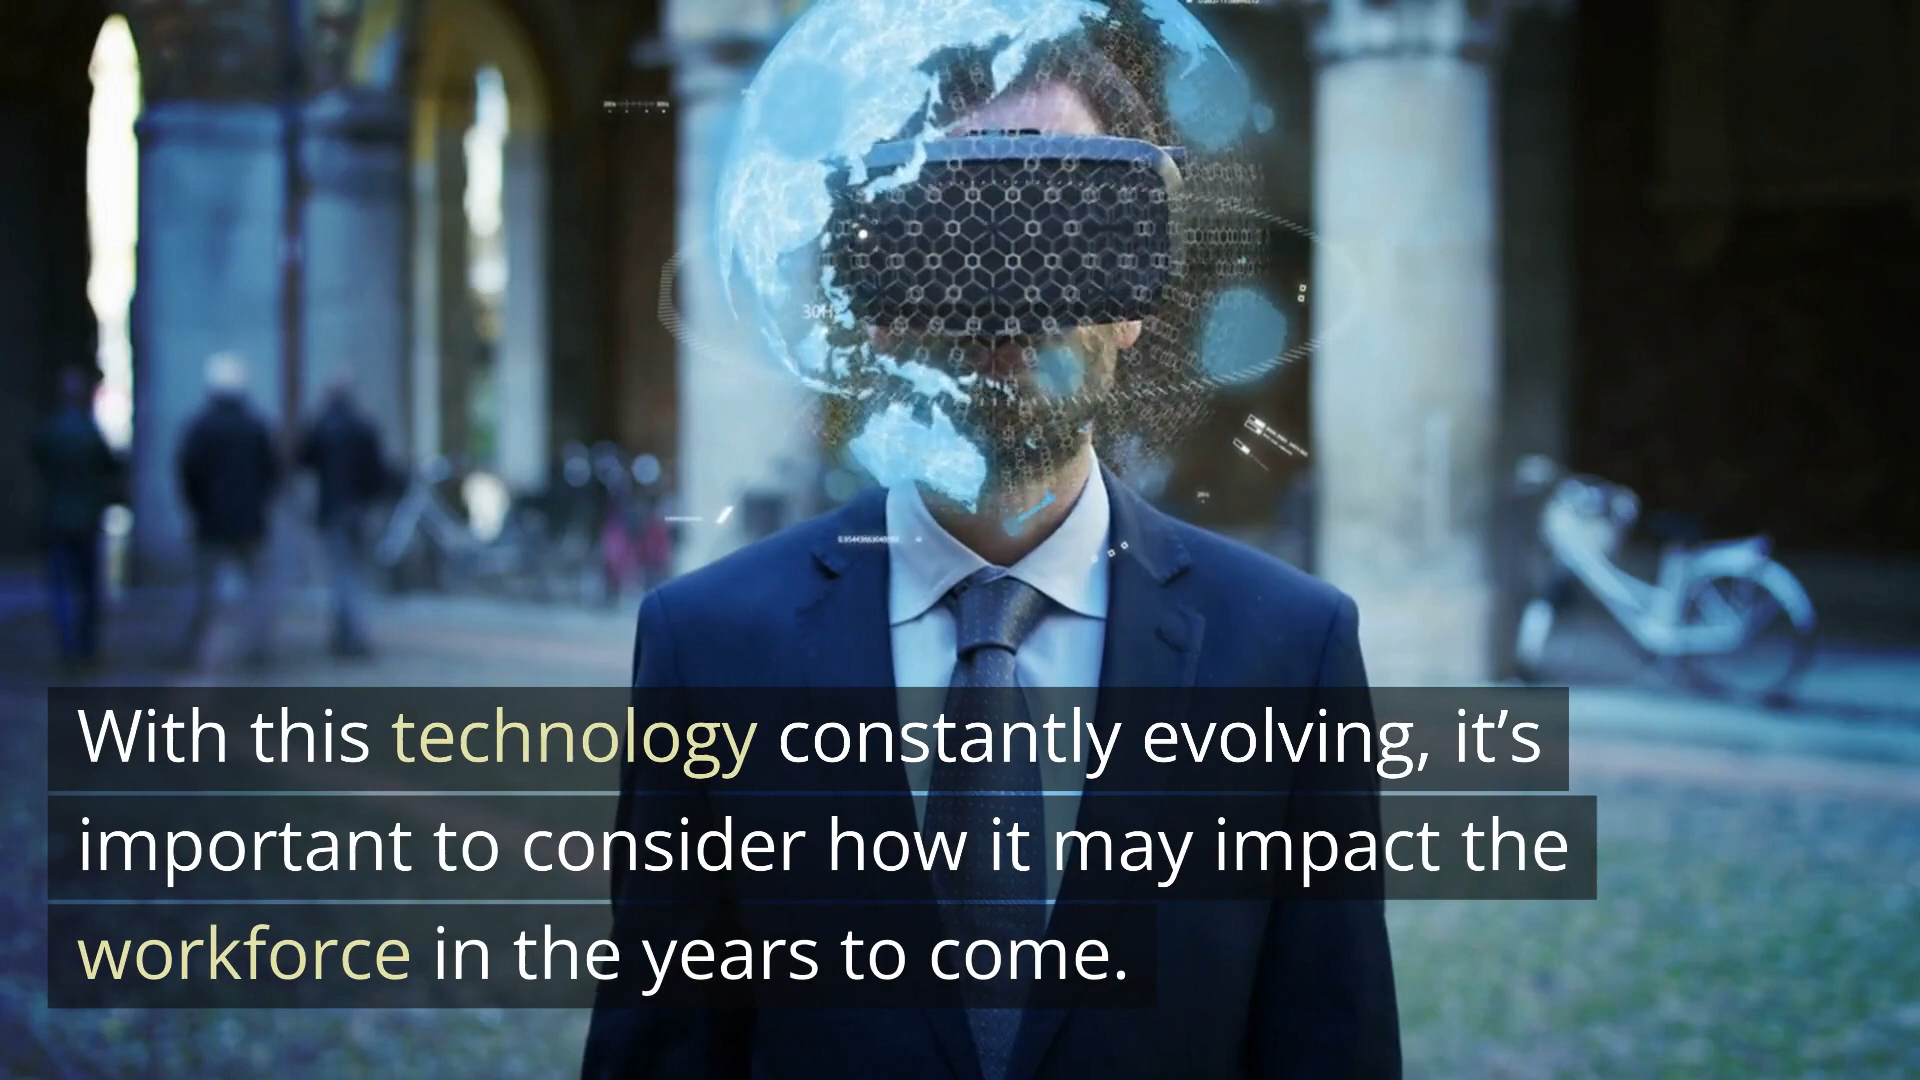 30H
With this technology constantly evolving, it’s
important to consider how it may impact the
workforce in the years to come.